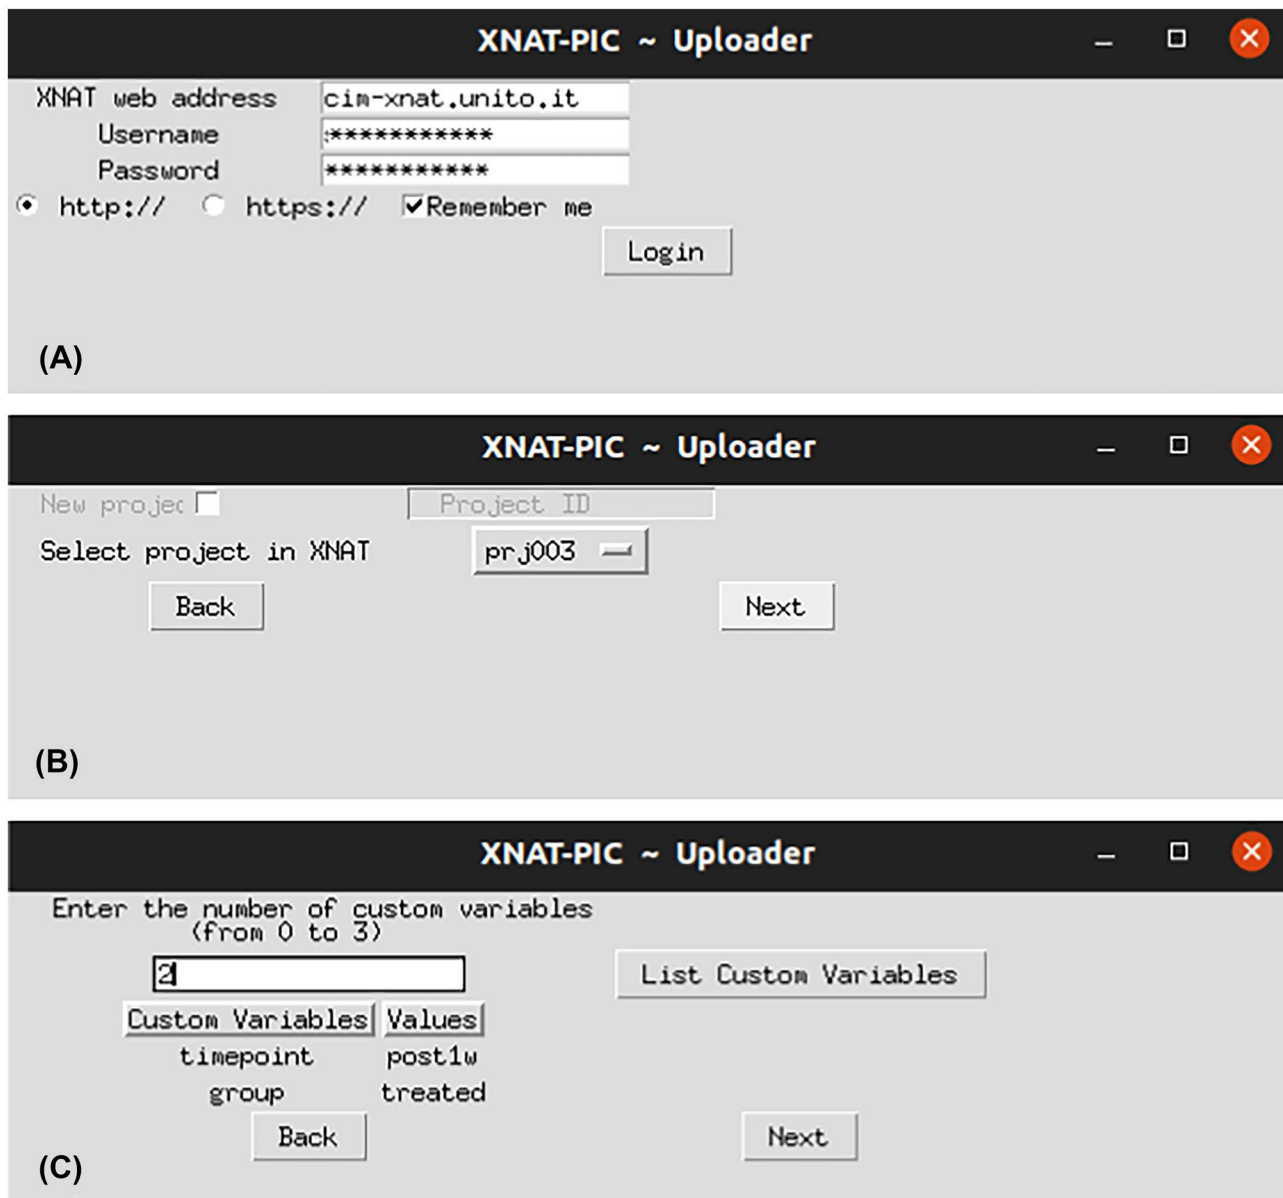 XNAT-PIC ~ Uploader
XNAT web address cim-xnat.unito.it
Username :***********
Password ***********
http:// https:// Remember me
Login
(A)
XNAT-PIC ~ Uploader
New projec Project ID
Select project in XNAT prj003
Back Next
(B)
XNAT-PIC ~ Uploader
Enter the number of custom variables
(from 0 to 3)
2 List Custom Variables
Custom Variables Values
timepoint post1w
group treated
Back Next
(C)